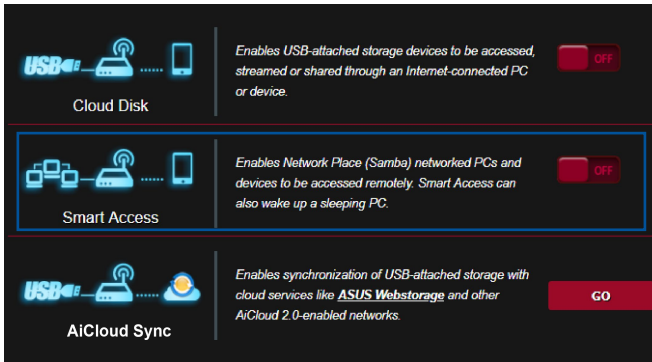 USB
Cloud Disk
Enables USB-attached storage devices to be accessed,
streamed or shared through an Internet-connected PC
or device.
OFF
Smart Access
Enables Network Place (Samba) networked PCs and
devices to be accessed remotely. Smart Access can
also wake up a sleeping PC.
OFF
USB
AiCloud Sync
Enables synchronization of USB-attached storage with
cloud services like ASUS Webstorage and other
AiCloud 2.0-enabled networks.
GO